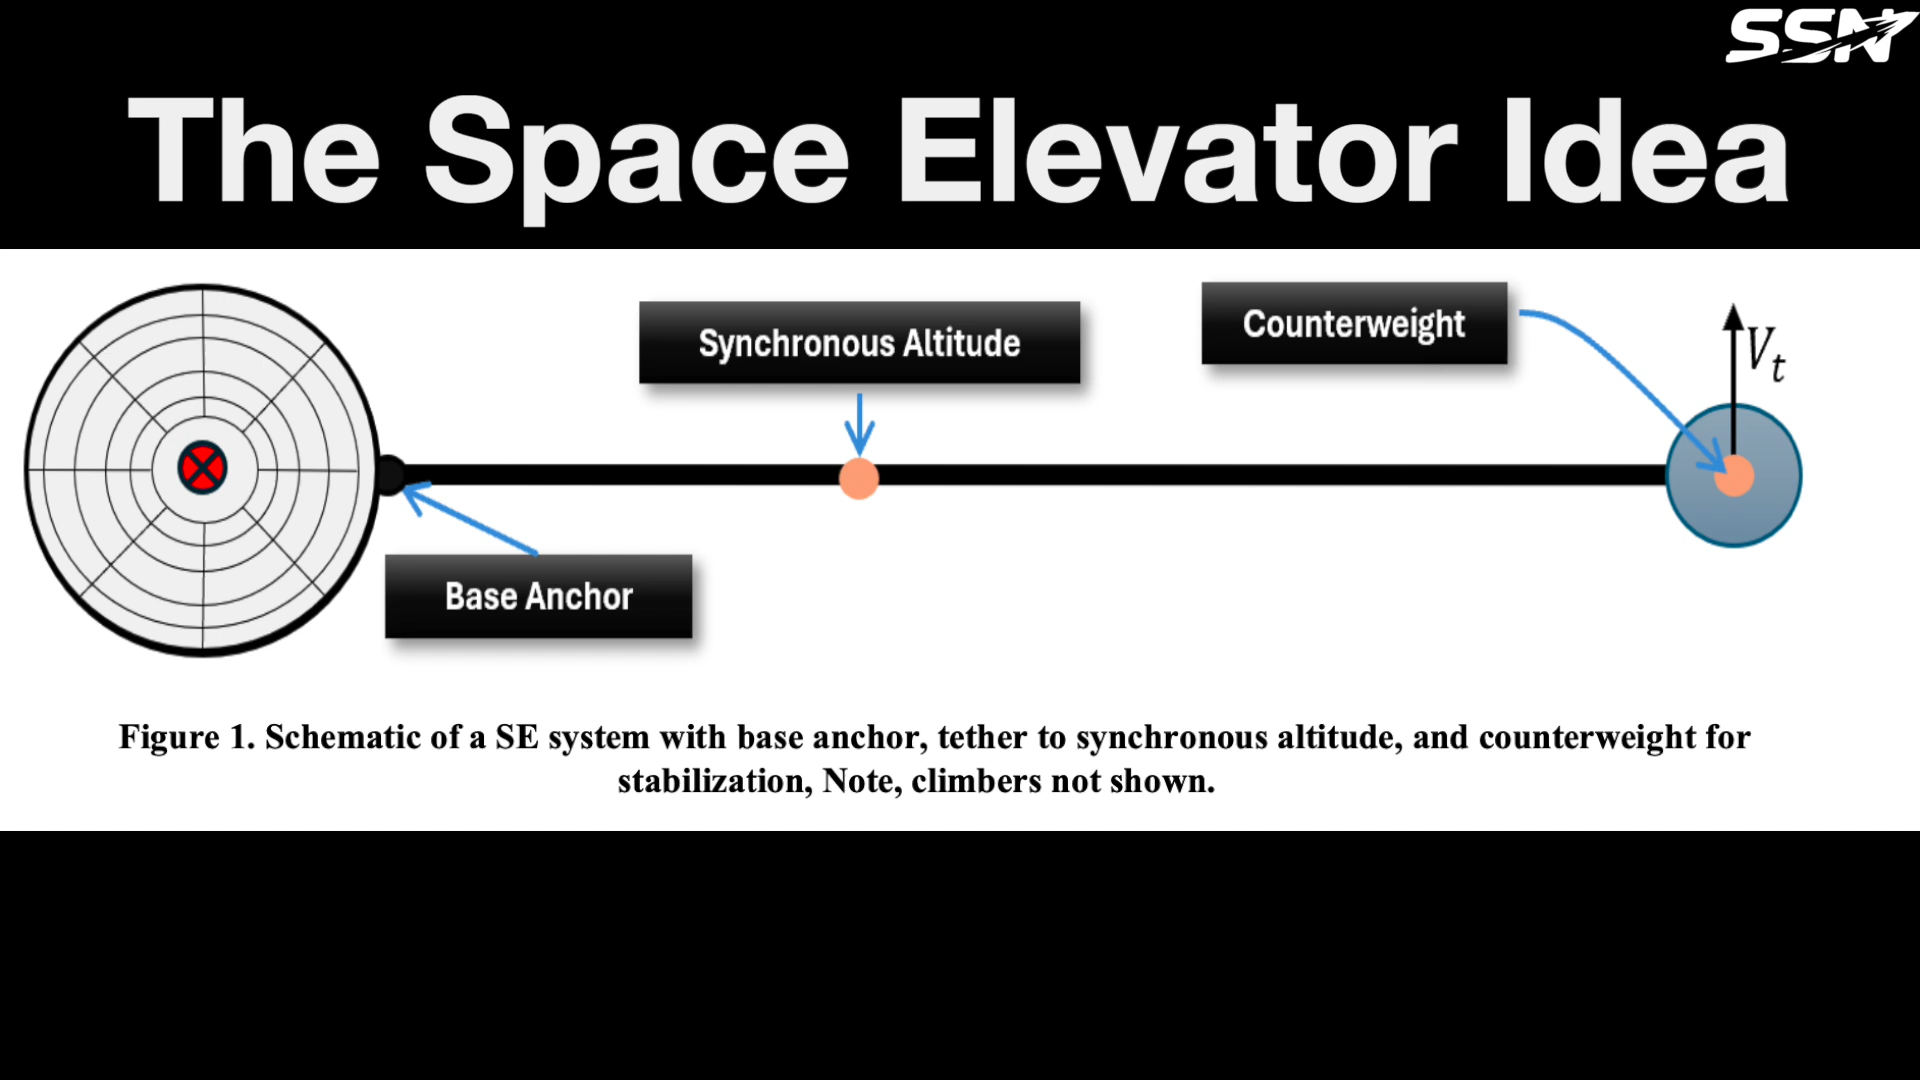 SSN
The Space Elevator Idea
Synchronous Altitude
Counterweight
V_t
Base Anchor
Figure 1. Schematic of a SE system with base anchor, tether to synchronous altitude, and counterweight for
stabilization, Note, climbers not shown.